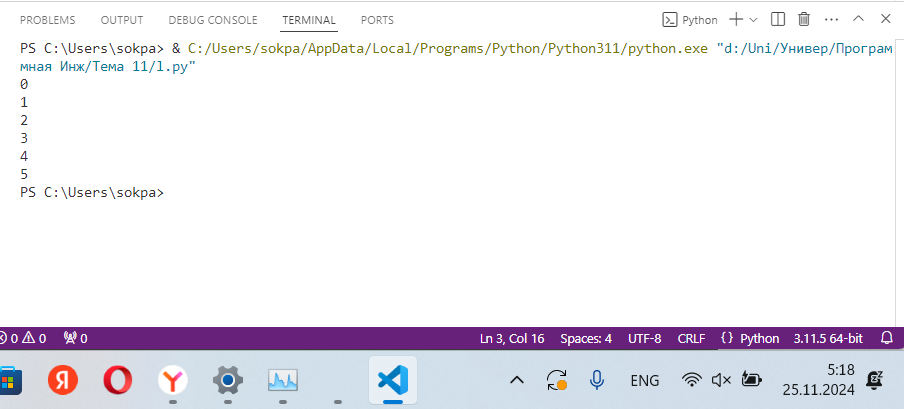 PROBLEMS OUTPUT DEBUG CONSOLE TERMINAL PORTS Python
PS C:\Users\sokpa> & C:/Users/sokpa/AppData/Local/Programs/Python/Python311/python.exe "d:/Uni/Универ/Програм
мная Инж/Тема 11/1.py"
0
1
2
3
4
5
PS C:\Users\sokpa>
0 0 0 Ln 3, Col 16 Spaces: 4 UTF-8 CRLF {} Python 3.11.5 64-bit
Я Y ENG 5:18
25.11.2024